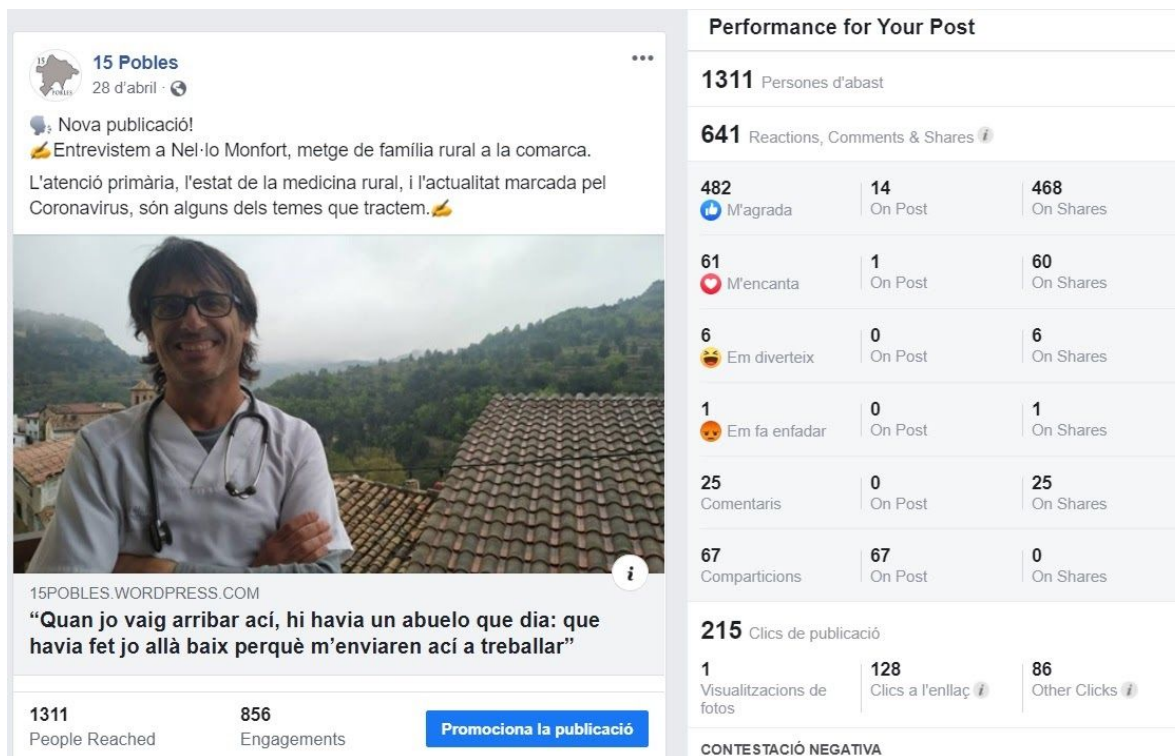 15 Pobles
28 d'abril ·
Nova publicació!
Entrevistem a Nel·lo Monfort, metge de família rural a la comarca.
L'atenció primària, l'estat de la medicina rural, i l'actualitat marcada pel
Coronavirus, són alguns dels temes que tractem.
15POBLES.WORDPRESS.COM
“Quan jo vaig arribar ací, hi havia un abuelo que dia: que
havia fet jo allà baix perquè m’enviaren ací a treballar”
1311
People Reached
856
Engagements
Promociona la publicació
Performance for Your Post
1311 Persones d'abast
641 Reactions, Comments & Shares
482 14 468
M'agrada On Post On Shares
61 1 60
M'encanta On Post On Shares
6 0 6
Em diverteix On Post On Shares
1 0 1
Em fa enfadar On Post On Shares
25 0 25
Comentaris On Post On Shares
67 67 0
Comparticions On Post On Shares
215 Clics de publicació
1 128 86
Visualitzacions de Clics a l'enllaç Other Clicks
fotos
CONTESTACIÓ NEGATIVA